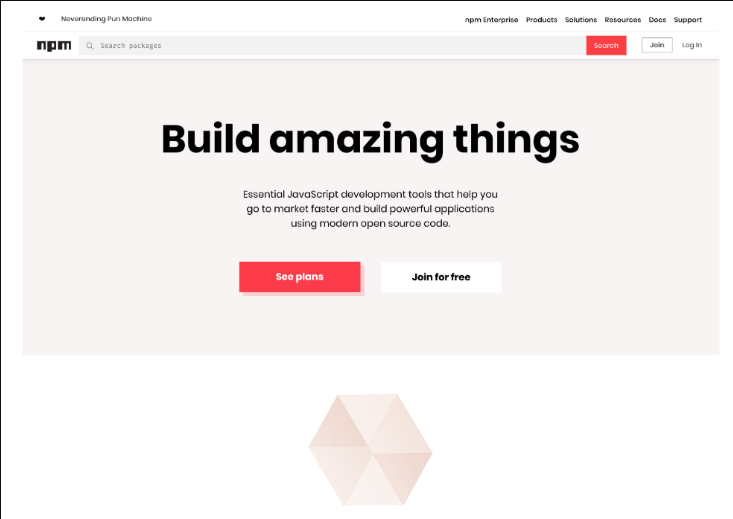 ❤ Neverending Pun Machine
npm Enterprise Products Solutions Resources Docs Support
npm Search packages Search Join Log In
Build amazing things
Essential JavaScript development tools that help you
go to market faster and build powerful applications
using modern open source code.
See plans Join for free